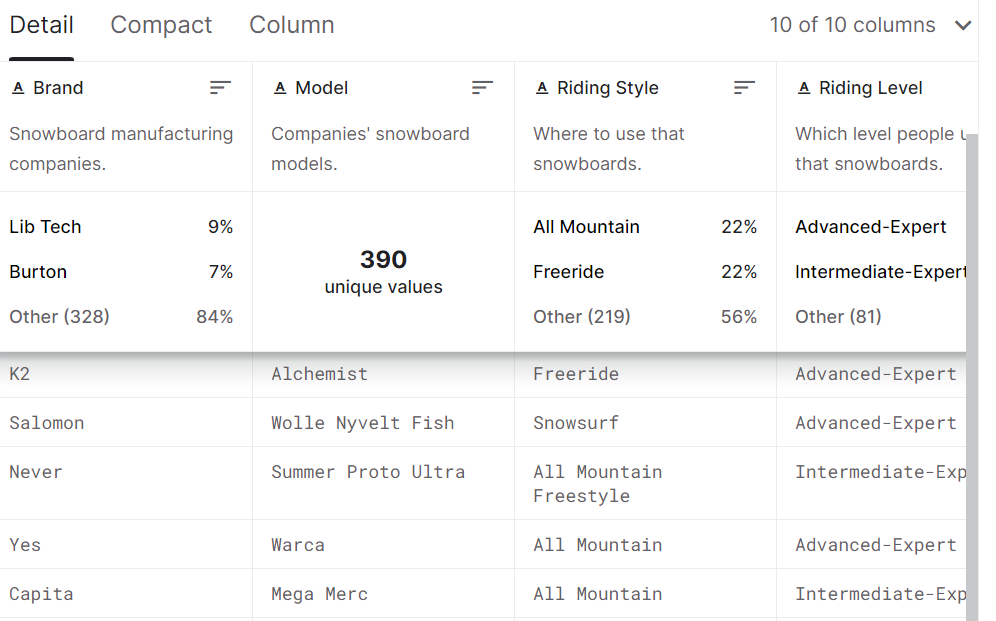 Detail Compact Column 10 of 10 columns
A Brand A Model A Riding Style A Riding Level
Snowboard manufacturing Companies' snowboard Where to use that Which level people
companies. models. snowboards. that snowboards.
Lib Tech 9% All Mountain 22% Advanced-Expert
390
Burton 7% Freeride 22% Intermediate-Expert
unique values
Other (328) 84% Other (219) 56% Other (81)
K2 Alchemist Freeride Advanced-Expert
Salomon Wolle Nyvelt Fish Snowsurf Advanced-Expert
Never Summer Proto Ultra All Mountain Intermediate-Exp
Freestyle
Yes Warca All Mountain Advanced-Expert
Capita Mega Merc All Mountain Intermediate-Exp